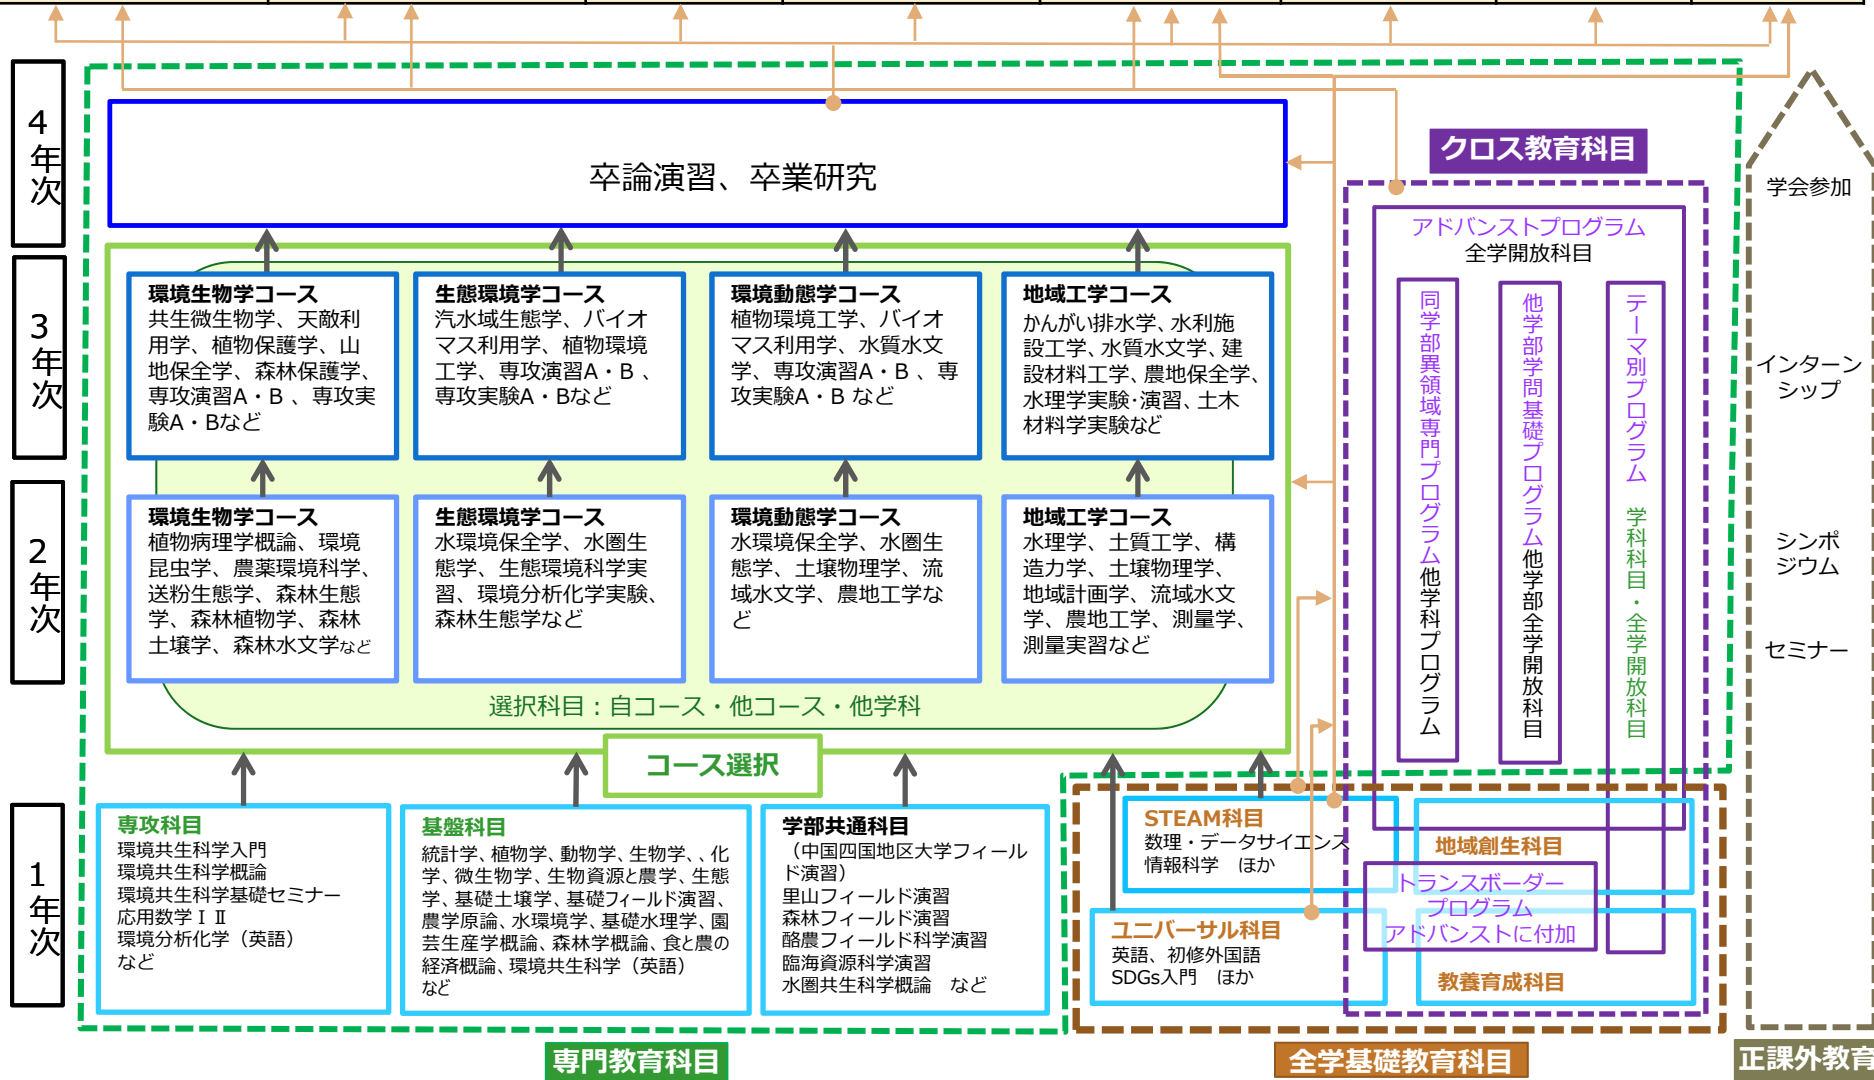 4年次
卒論演習、卒業研究
クロス教育科目
学会参加
アドバンストプログラム
全学開放科目
3年次
環境生物学コース
共生微生物学、天敵利
用学、植物保護学、山
地保全学、森林保護学、
専攻演習A・B 、専攻実
験A・Bなど
生態環境学コース
汽水域生態学、バイオ
マス利用学、植物環境
工学、専攻演習A・B 、
専攻実験A・Bなど
環境動態学コース
植物環境工学、バイオ
マス利用学、水質水文
学、専攻演習A・B 、専
攻実験A・B など
地域工学コース
かんがい排水学、水利施
設工学、水質水文学、建
設材料工学、農地保全学、
水理学実験・演習、土木
材料学実験など
同学部異領域専門プログラム他学科プログラム
他学部学問基礎プログラム他学部全学開放科目
テーマ別プログラム 学科科目・全学開放科目
インターン
シップ
2年次
環境生物学コース
植物病理学概論、環境
昆虫学、農薬環境科学、
送粉生態学、森林生態
学、森林植物学、森林
土壌学、森林水文学など
生態環境学コース
水環境保全学、水圏生
態学、生態環境科学実
習、環境分析化学実験、
森林生態学など
環境動態学コース
水環境保全学、水圏生
態学、土壌物理学、流
域水文学、農地工学な
ど
地域工学コース
水理学、土質工学、構
造力学、土壌物理学、
地域計画学、流域水文
学、農地工学、測量学、
測量実習など
シンポ
ジウム
セミナー
選択科目：自コース・他コース・他学科
コース選択
1年次
専攻科目
環境共生科学入門
環境共生科学概論
環境共生科学基礎セミナー
応用数学ⅠⅡ
環境分析化学（英語）
など
基盤科目
統計学、植物学、動物学、生物学、、化
学、微生物学、生物資源と農学、生態
学、基礎土壌学、基礎フィールド演習、
農学原論、水環境学、基礎水理学、園
芸生産学概論、森林学概論、食と農の
経済概論、環境共生科学（英語）
など
学部共通科目
（中国四国地区大学フィール
ド演習）
里山フィールド演習
森林フィールド演習
酪農フィールド科学演習
臨海資源科学演習
水圏共生科学概論　など
STEAM科目
数理・データサイエンス
情報科学　ほか
地域創生科目
トランスボーダー
プログラム
アドバンストに付加
ユニバーサル科目
英語、初修外国語
SDGs入門　ほか
教養育成科目
専門教育科目
全学基礎教育科目
正課外教育